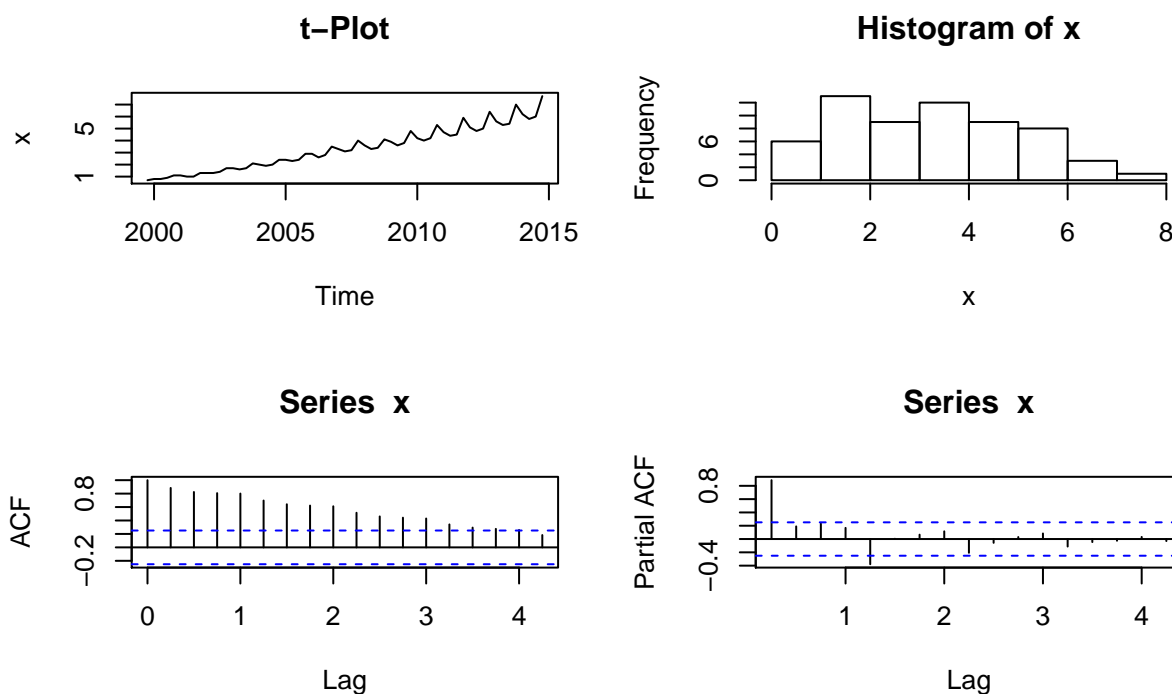 t−Plot
x
1
5
2000
2005
2010
2015
Time
Histogram of x
Frequency
0
6
0
2
4
6
8
x
Series x
ACF
−0.2
0.8
0
1
2
3
4
Lag
Series x
Partial ACF
−0.4
0.8
1
2
3
4
Lag